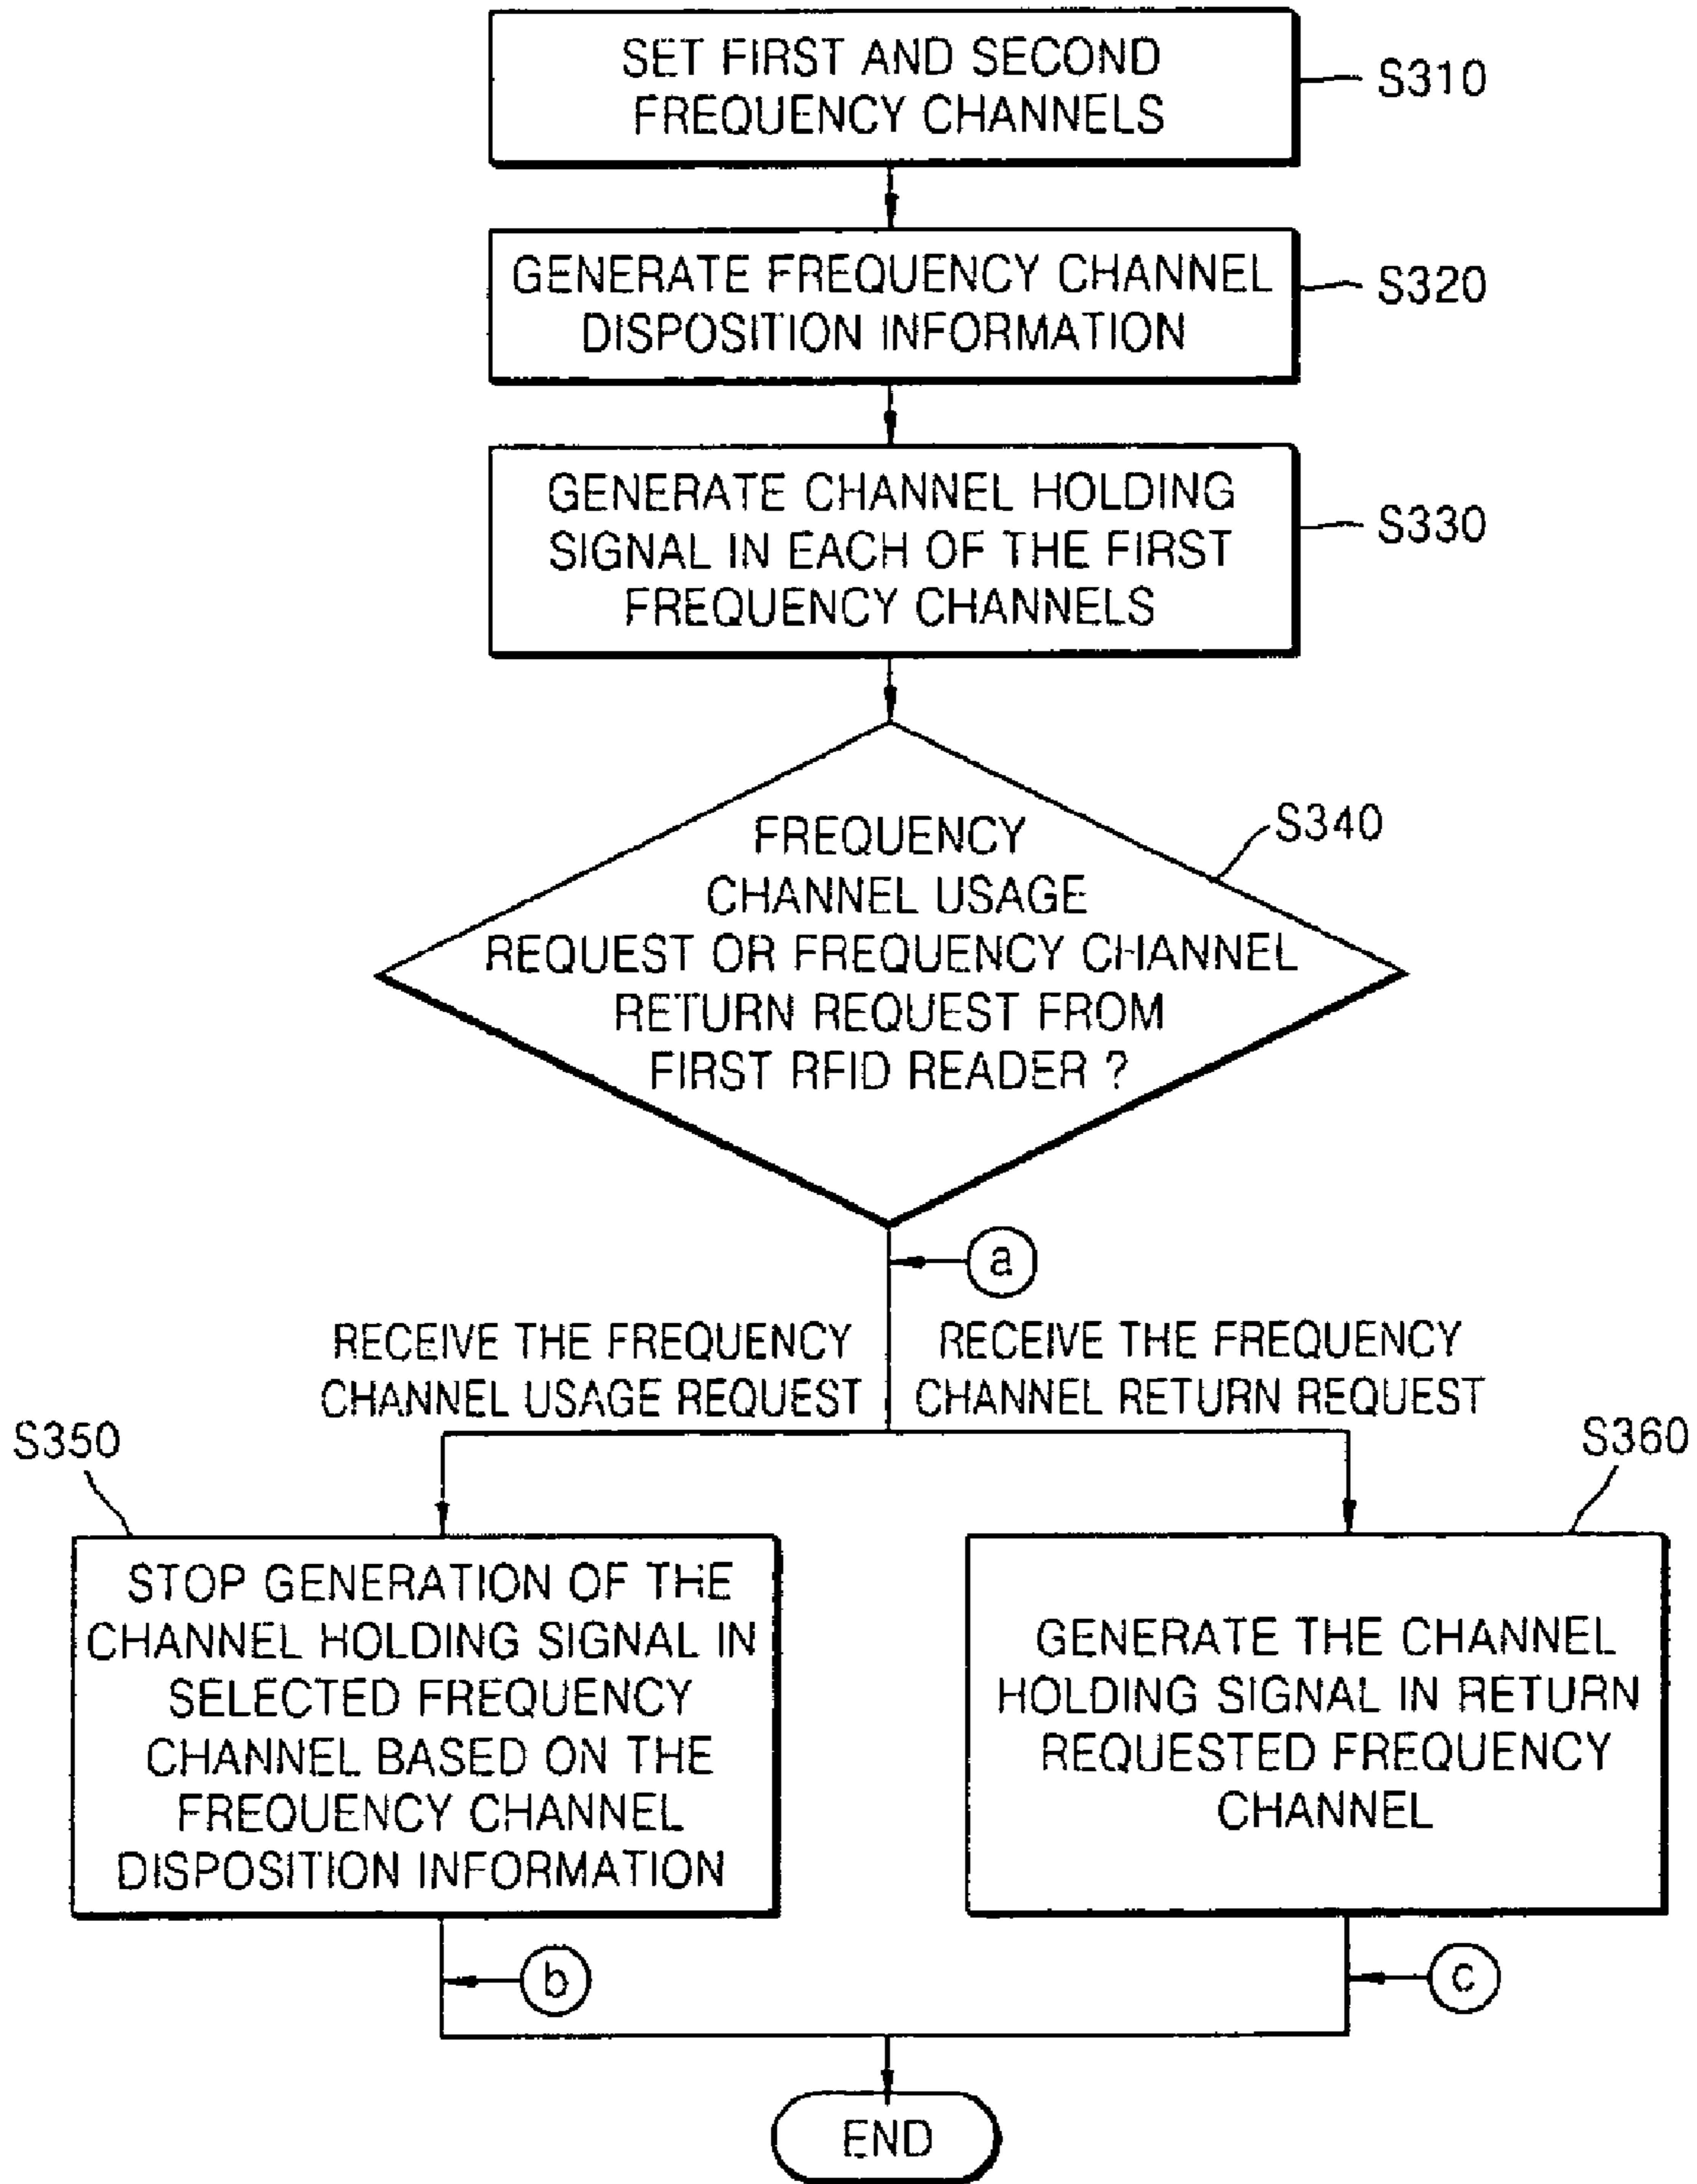 SET FIRST AND SECOND
FREQUENCY CHANNELS
S310
GENERATE FREQUENCY CHANNEL
DISPOSITION INFORMATION
S320
GENERATE CHANNEL HOLDING
SIGNAL IN EACH OF THE FIRST
FREQUENCY CHANNELS
S330
FREQUENCY
CHANNEL USAGE
REQUEST OR FREQUENCY CHANNEL
RETURN REQUEST FROM
FIRST RFID READER ?
S340
a
RECEIVE THE FREQUENCY
CHANNEL USAGE REQUEST
RECEIVE THE FREQUENCY
CHANNEL RETURN REQUEST
S350
STOP GENERATION OF THE
CHANNEL HOLDING SIGNAL IN
SELECTED FREQUENCY
CHANNEL BASED ON THE
FREQUENCY CHANNEL
DISPOSITION INFORMATION
S360
GENERATE THE CHANNEL
HOLDING SIGNAL IN RETURN
REQUESTED FREQUENCY
CHANNEL
b
c
END